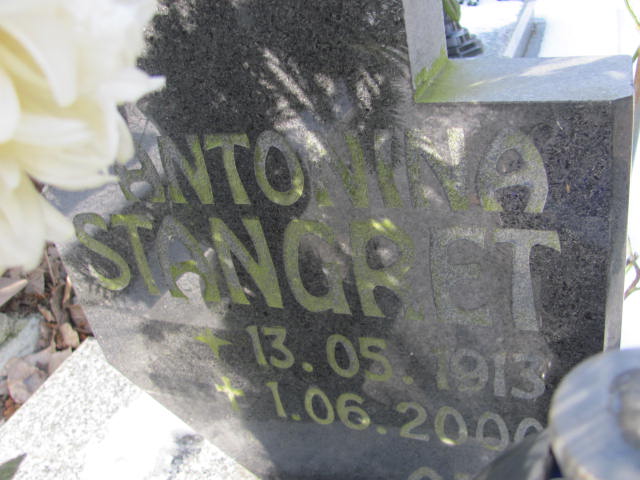 ANTONINA
STANGRET
* 13.05.1913
+ 1.06.2000